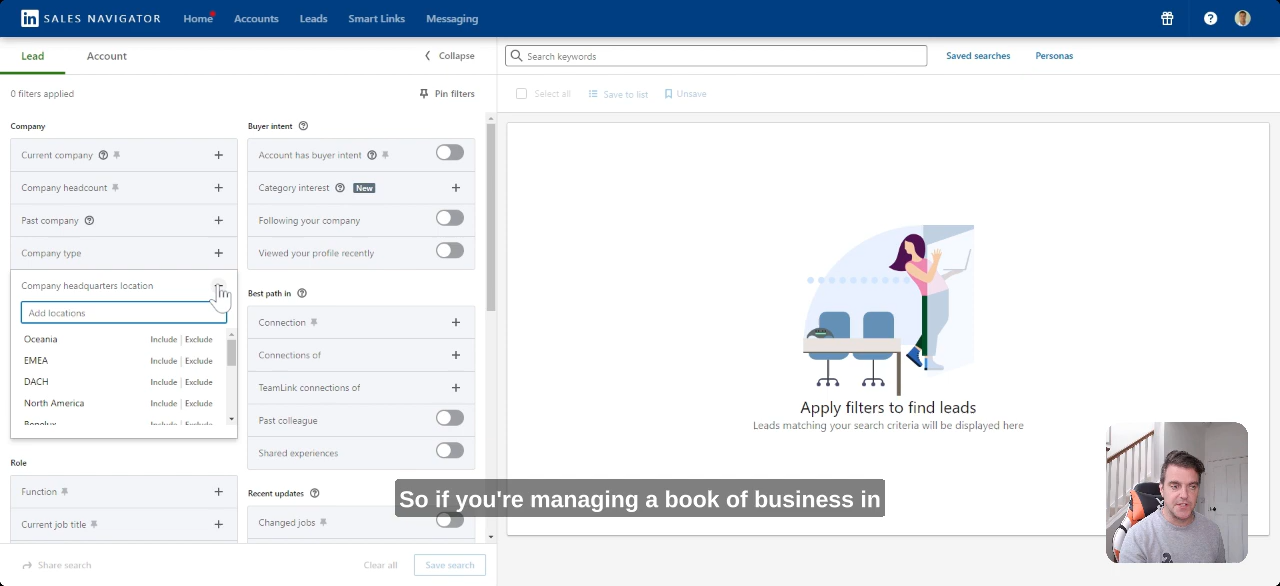 in SALES NAVIGATOR
Home
Accounts
Leads
Smart Links
Messaging
Lead
Account
Collapse
Search keywords
Saved searches
Personas
0 filters applied
Pin filters
Select all
Save to list
Unsave
Company
Current company
Company headcount
Past company
Company type
Company headquarters location
Add locations
Oceania Include | Exclude
EMEA Include | Exclude
DACH Include | Exclude
North America Include | Exclude
Benelux Include | Exclude
Role
Function
Current job title
Buyer intent
Account has buyer intent
Category interest New
Following your company
Viewed your profile recently
Best path in
Connection
Connections of
TeamLink connections of
Past colleague
Shared experiences
Recent updates
Changed jobs
Share search
Clear all
Save search
Apply filters to find leads
Leads matching your search criteria will be displayed here
So if you're managing a book of business in